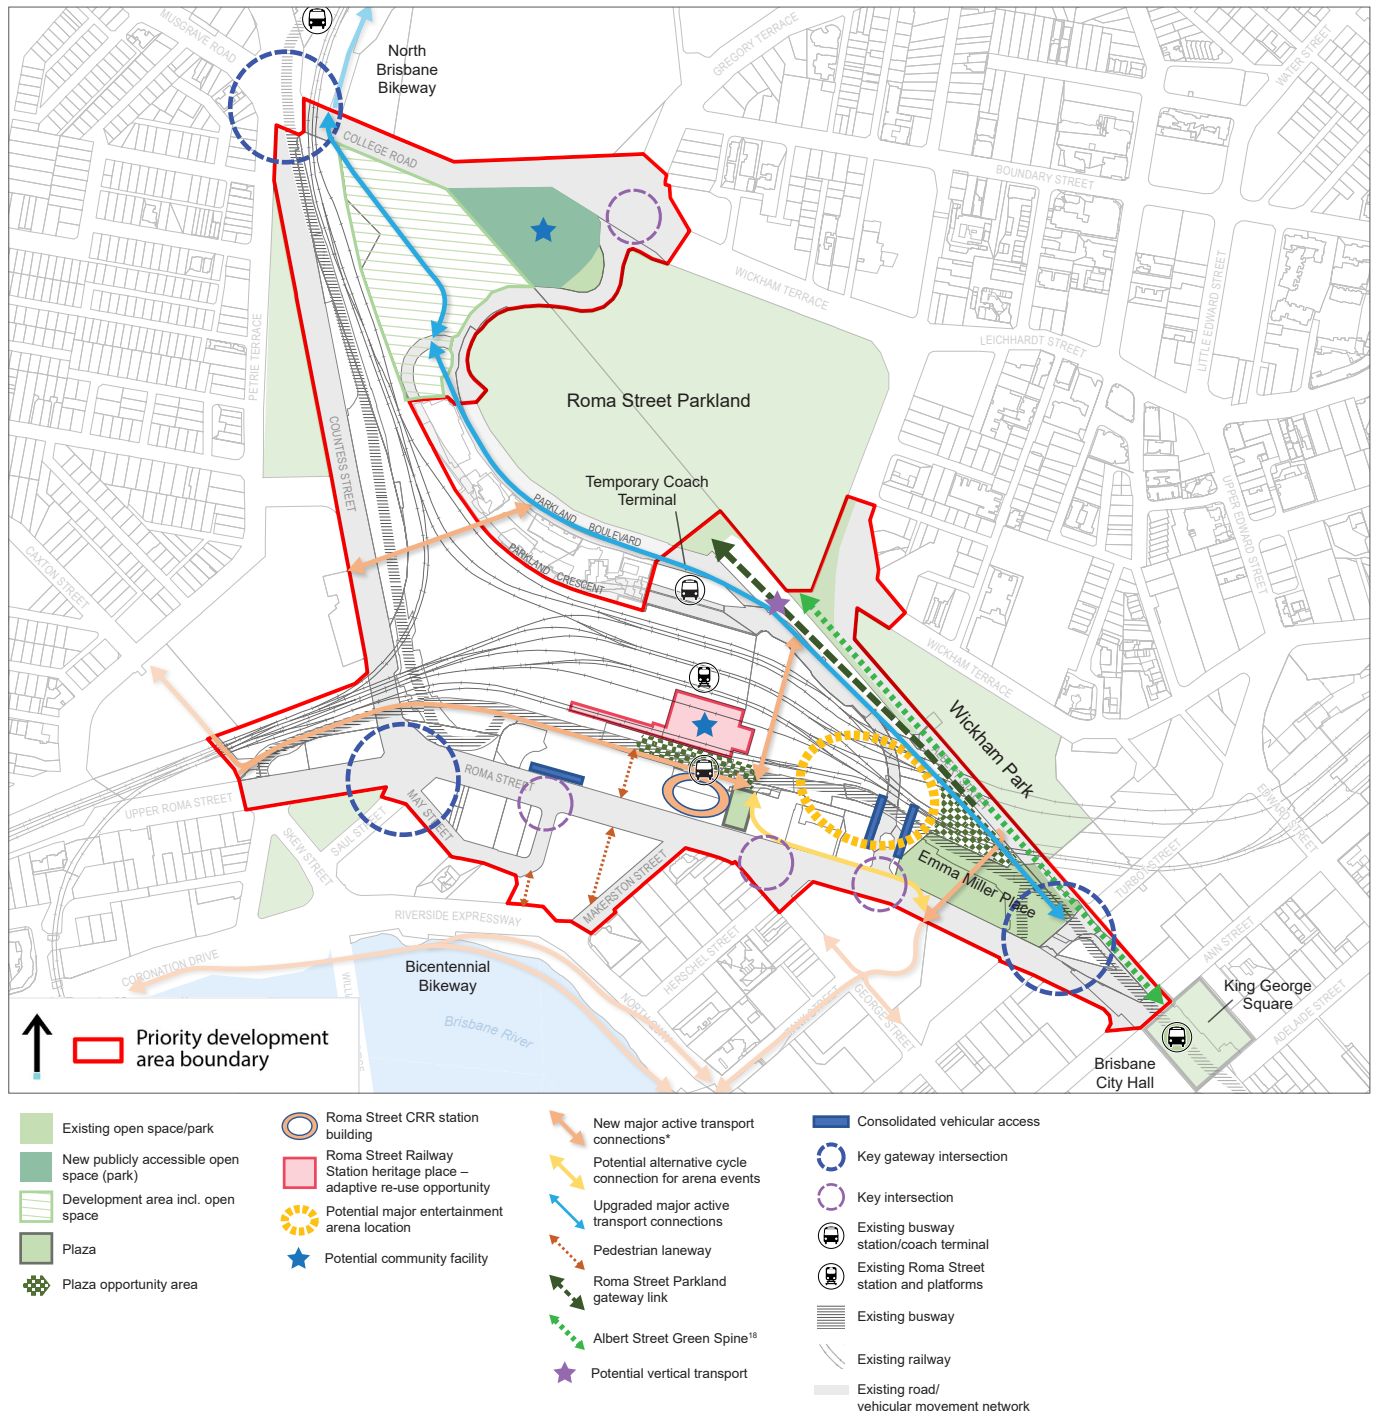 MUSGRAVE ROAD
North
Brisbane
Bikeway
GREGORY TERRACE
WATER STREET
COLLEGE ROAD
BOUNDARY STREET
WICKHAM TERRACE
LITTLE EDWARD STREET
LEICHHARDT STREET
PETRIE TERRACE
Roma Street Parkland
COUNTESS STREET
Temporary Coach
Terminal
PARKLAND BOULEVARD
UPPER EDWARD STREET
CAXTON STREET
PARKLAND CRESCENT
WICKHAM TERRACE
Wickham Park
ROMA STREET
UPPER ROMA STREET
MAY STREET
SAUL STREET
SKEW STREET
EDWARD STREET
TURBOT STREET
Emma Miller Place
MAKERSTON STREET
RIVERSIDE EXPRESSWAY
HERSCHEL STREET
ANN STREET
CORONATION DRIVE
Bicentennial
Bikeway
King George
Square
GEORGE STREET
ADELAIDE STREET
Brisbane River
Brisbane
City Hall
Priority development
area boundary
Existing open space/park
New publicly accessible open
space (park)
Development area incl. open
space
Plaza
Plaza opportunity area
Roma Street CRR station
building
Roma Street Railway
Station heritage place –
adaptive re-use opportunity
Potential major entertainment
arena location
Potential community facility
New major active transport
connections*
Potential alternative cycle
connection for arena events
Upgraded major active
transport connections
Pedestrian laneway
Roma Street Parkland
gateway link
Albert Street Green Spine¹⁸
Potential vertical transport
Consolidated vehicular access
Key gateway intersection
Key intersection
Existing busway
station/coach terminal
Existing Roma Street
station and platforms
Existing busway
Existing railway
Existing road/
vehicular movement network